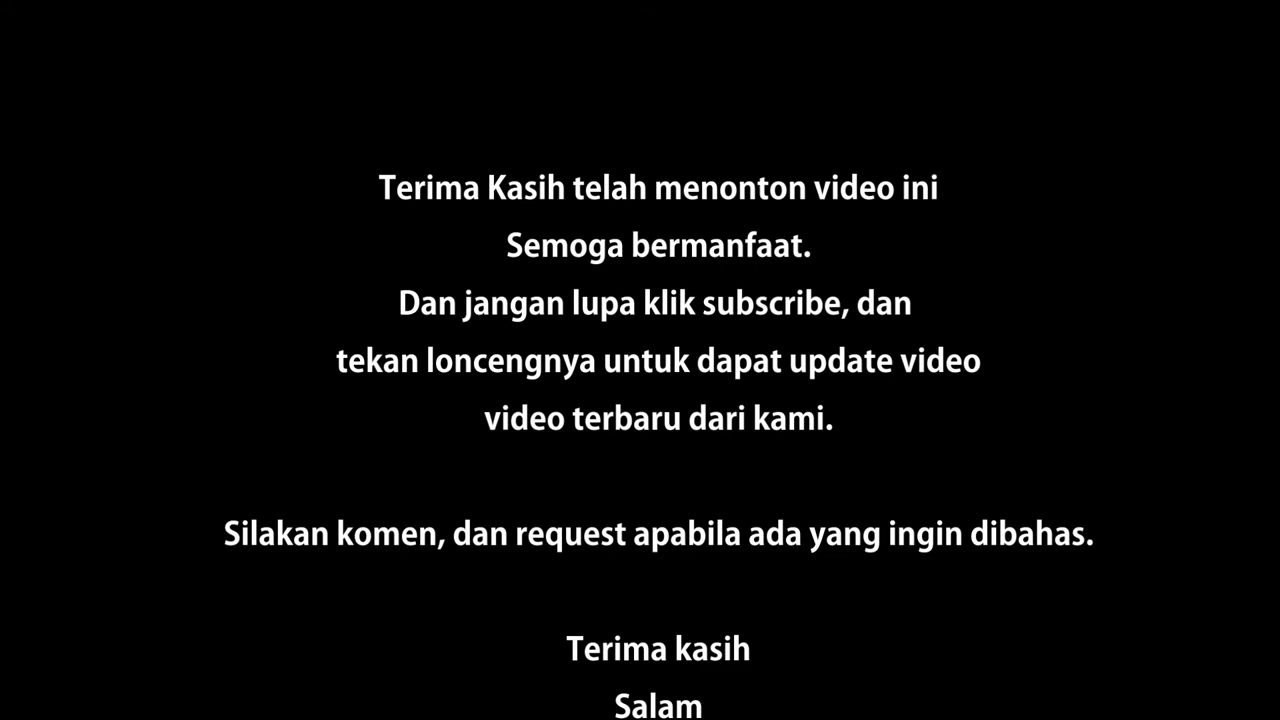 Terima Kasih telah menonton video ini
Semoga bermanfaat.
Dan jangan lupa klik subscribe, dan
tekan loncengnya untuk dapat update video
video terbaru dari kami.
Silakan komen, dan request apabila ada yang ingin dibahas.
Terima kasih
Salam